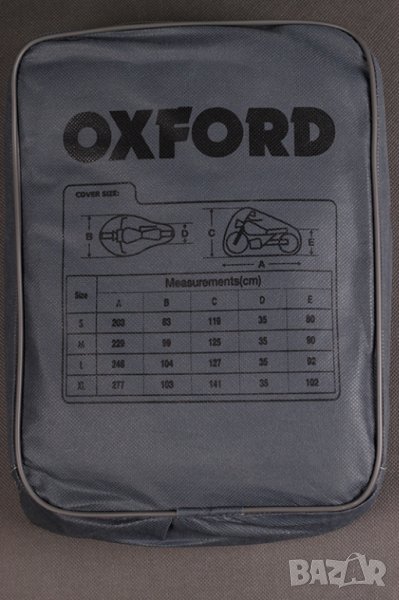 OXFORD
COVER SIZE:
B D C E
A
Measurements(cm)
Size A B C D E
S 203 83 119 35 80
M 229 99 125 35 90
L 246 104 127 35 92
XL 277 103 141 35 102
BAZAR